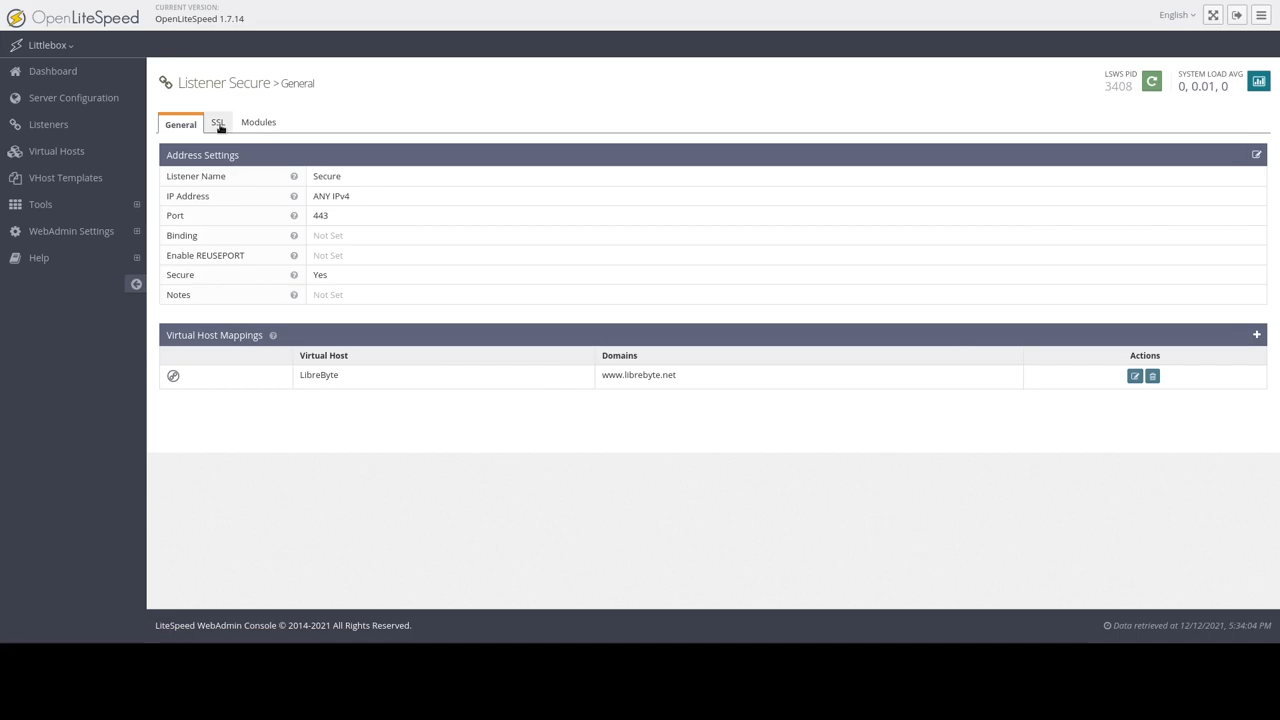 OpenLiteSpeed
CURRENT VERSION:
OpenLiteSpeed 1.7.14
English
Littlebox
Dashboard
Server Configuration
Listeners
Virtual Hosts
VHost Templates
Tools
WebAdmin Settings
Help
Listener Secure > General
LSWS PID
3408
SYSTEM LOAD AVG
0, 0.01, 0
General
SSL
Modules
Address Settings
Listener Name ? Secure
IP Address ? ANY IPv4
Port ? 443
Binding ? Not Set
Enable REUSEPORT ? Not Set
Secure ? Yes
Notes ? Not Set
Virtual Host Mappings ?
Virtual Host Domains Actions
LibreByte www.librebyte.net
LiteSpeed WebAdmin Console © 2014-2021 All Rights Reserved.
Data retrieved at 12/12/2021, 5:34:04 PM